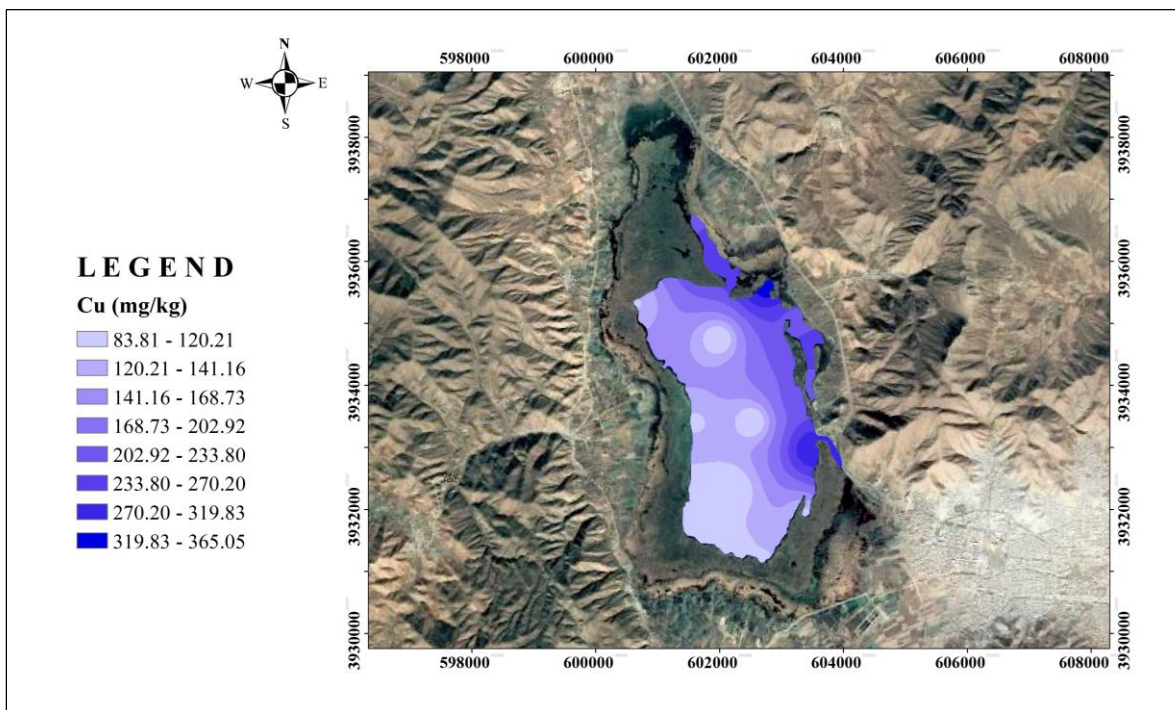 N
W E
S
598000 600000 602000 604000 606000 608000
3938000 3938000
3936000 3936000
3934000 3934000
3932000 3932000
3930000 3930000
598000 600000 602000 604000 606000 608000
L E G E N D
Cu (mg/kg)
83.81 - 120.21
120.21 - 141.16
141.16 - 168.73
168.73 - 202.92
202.92 - 233.80
233.80 - 270.20
270.20 - 319.83
319.83 - 365.05